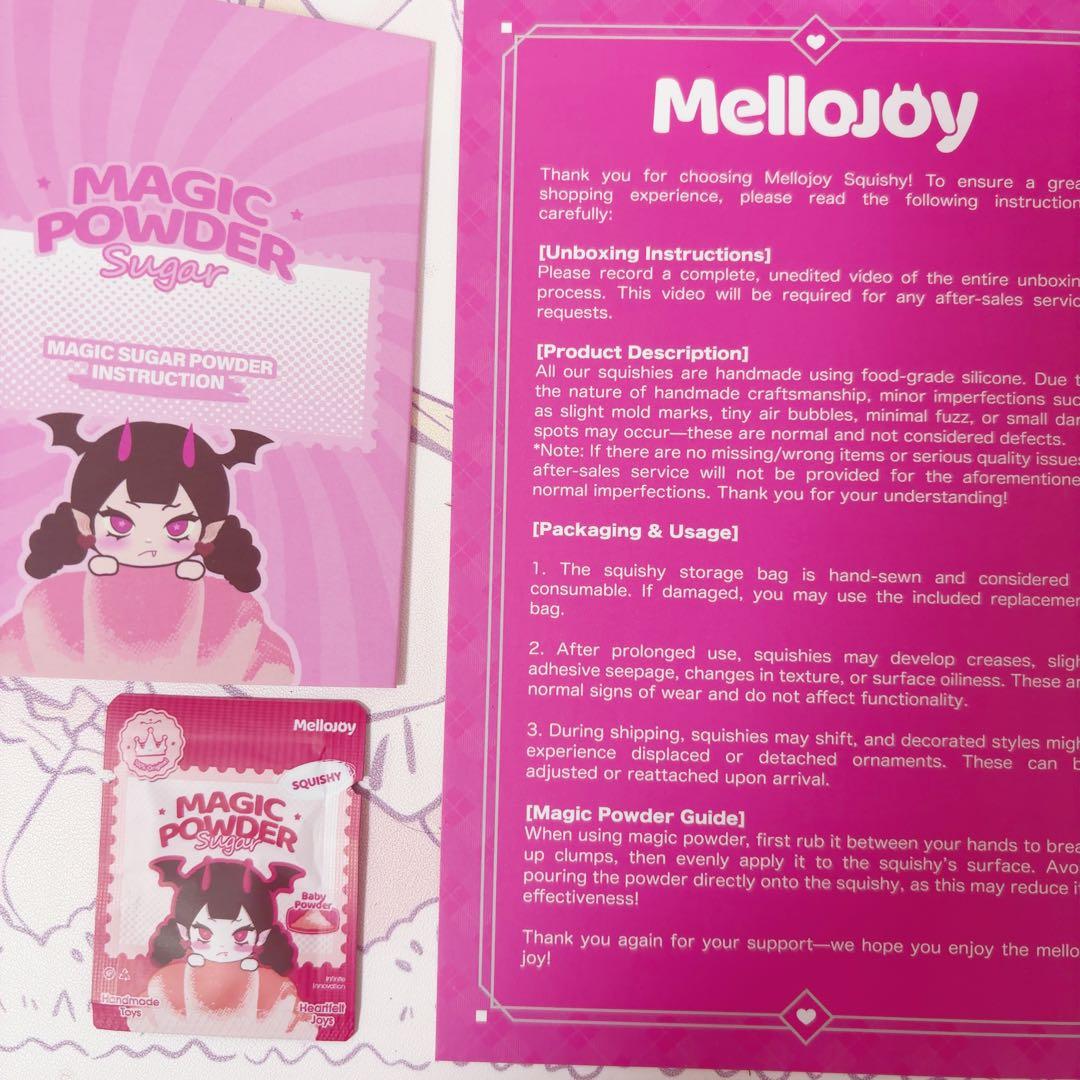 MAGIC
POWDER
Sugar
MAGIC SUGAR POWDER
INSTRUCTION
Mellojoy
SQUISHY
MAGIC
POWDER
Sugar
Baby
Powder
Infinite
Innovation
Handmade
Toys
Heartfelt
Joys
Mellojoy
Thank you for choosing Mellojoy Squishy! To ensure a grea
shopping experience, please read the following instruction
carefully:
[Unboxing Instructions]
Please record a complete, unedited video of the entire unboxin
process. This video will be required for any after-sales servic
requests.
[Product Description]
All our squishies are handmade using food-grade silicone. Due t
the nature of handmade craftsmanship, minor imperfections suc
as slight mold marks, tiny air bubbles, minimal fuzz, or small dar
spots may occur—these are normal and not considered defects.
*Note: If there are no missing/wrong items or serious quality issues
after-sales service will not be provided for the aforementione
normal imperfections. Thank you for your understanding!
[Packaging & Usage]
1. The squishy storage bag is hand-sewn and considered
consumable. If damaged, you may use the included replacemen
bag.
2. After prolonged use, squishies may develop creases, sligh
adhesive seepage, changes in texture, or surface oiliness. These ar
normal signs of wear and do not affect functionality.
3. During shipping, squishies may shift, and decorated styles migh
experience displaced or detached ornaments. These can b
adjusted or reattached upon arrival.
[Magic Powder Guide]
When using magic powder, first rub it between your hands to brea
up clumps, then evenly apply it to the squishy's surface. Avo
pouring the powder directly onto the squishy, as this may reduce it
effectiveness!
Thank you again for your support—we hope you enjoy the mello
joy!